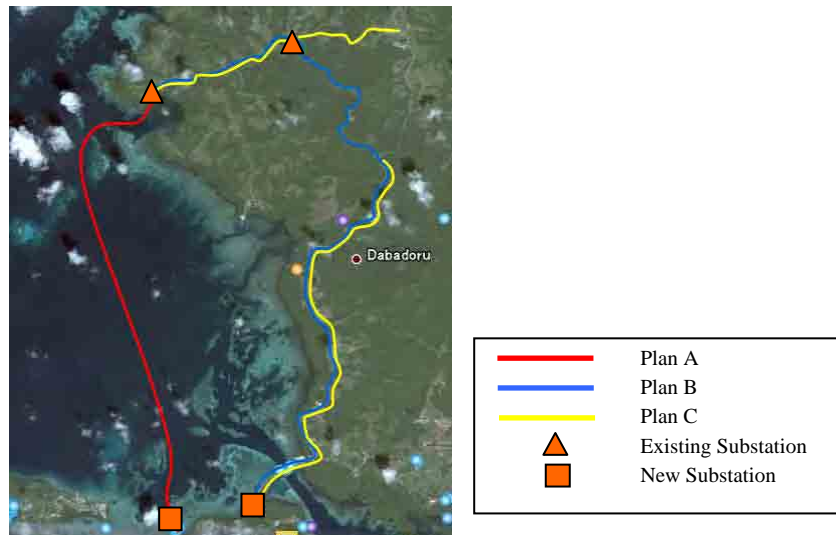 Dabadoru
Plan A
Plan B
Plan C
Existing Substation
New Substation